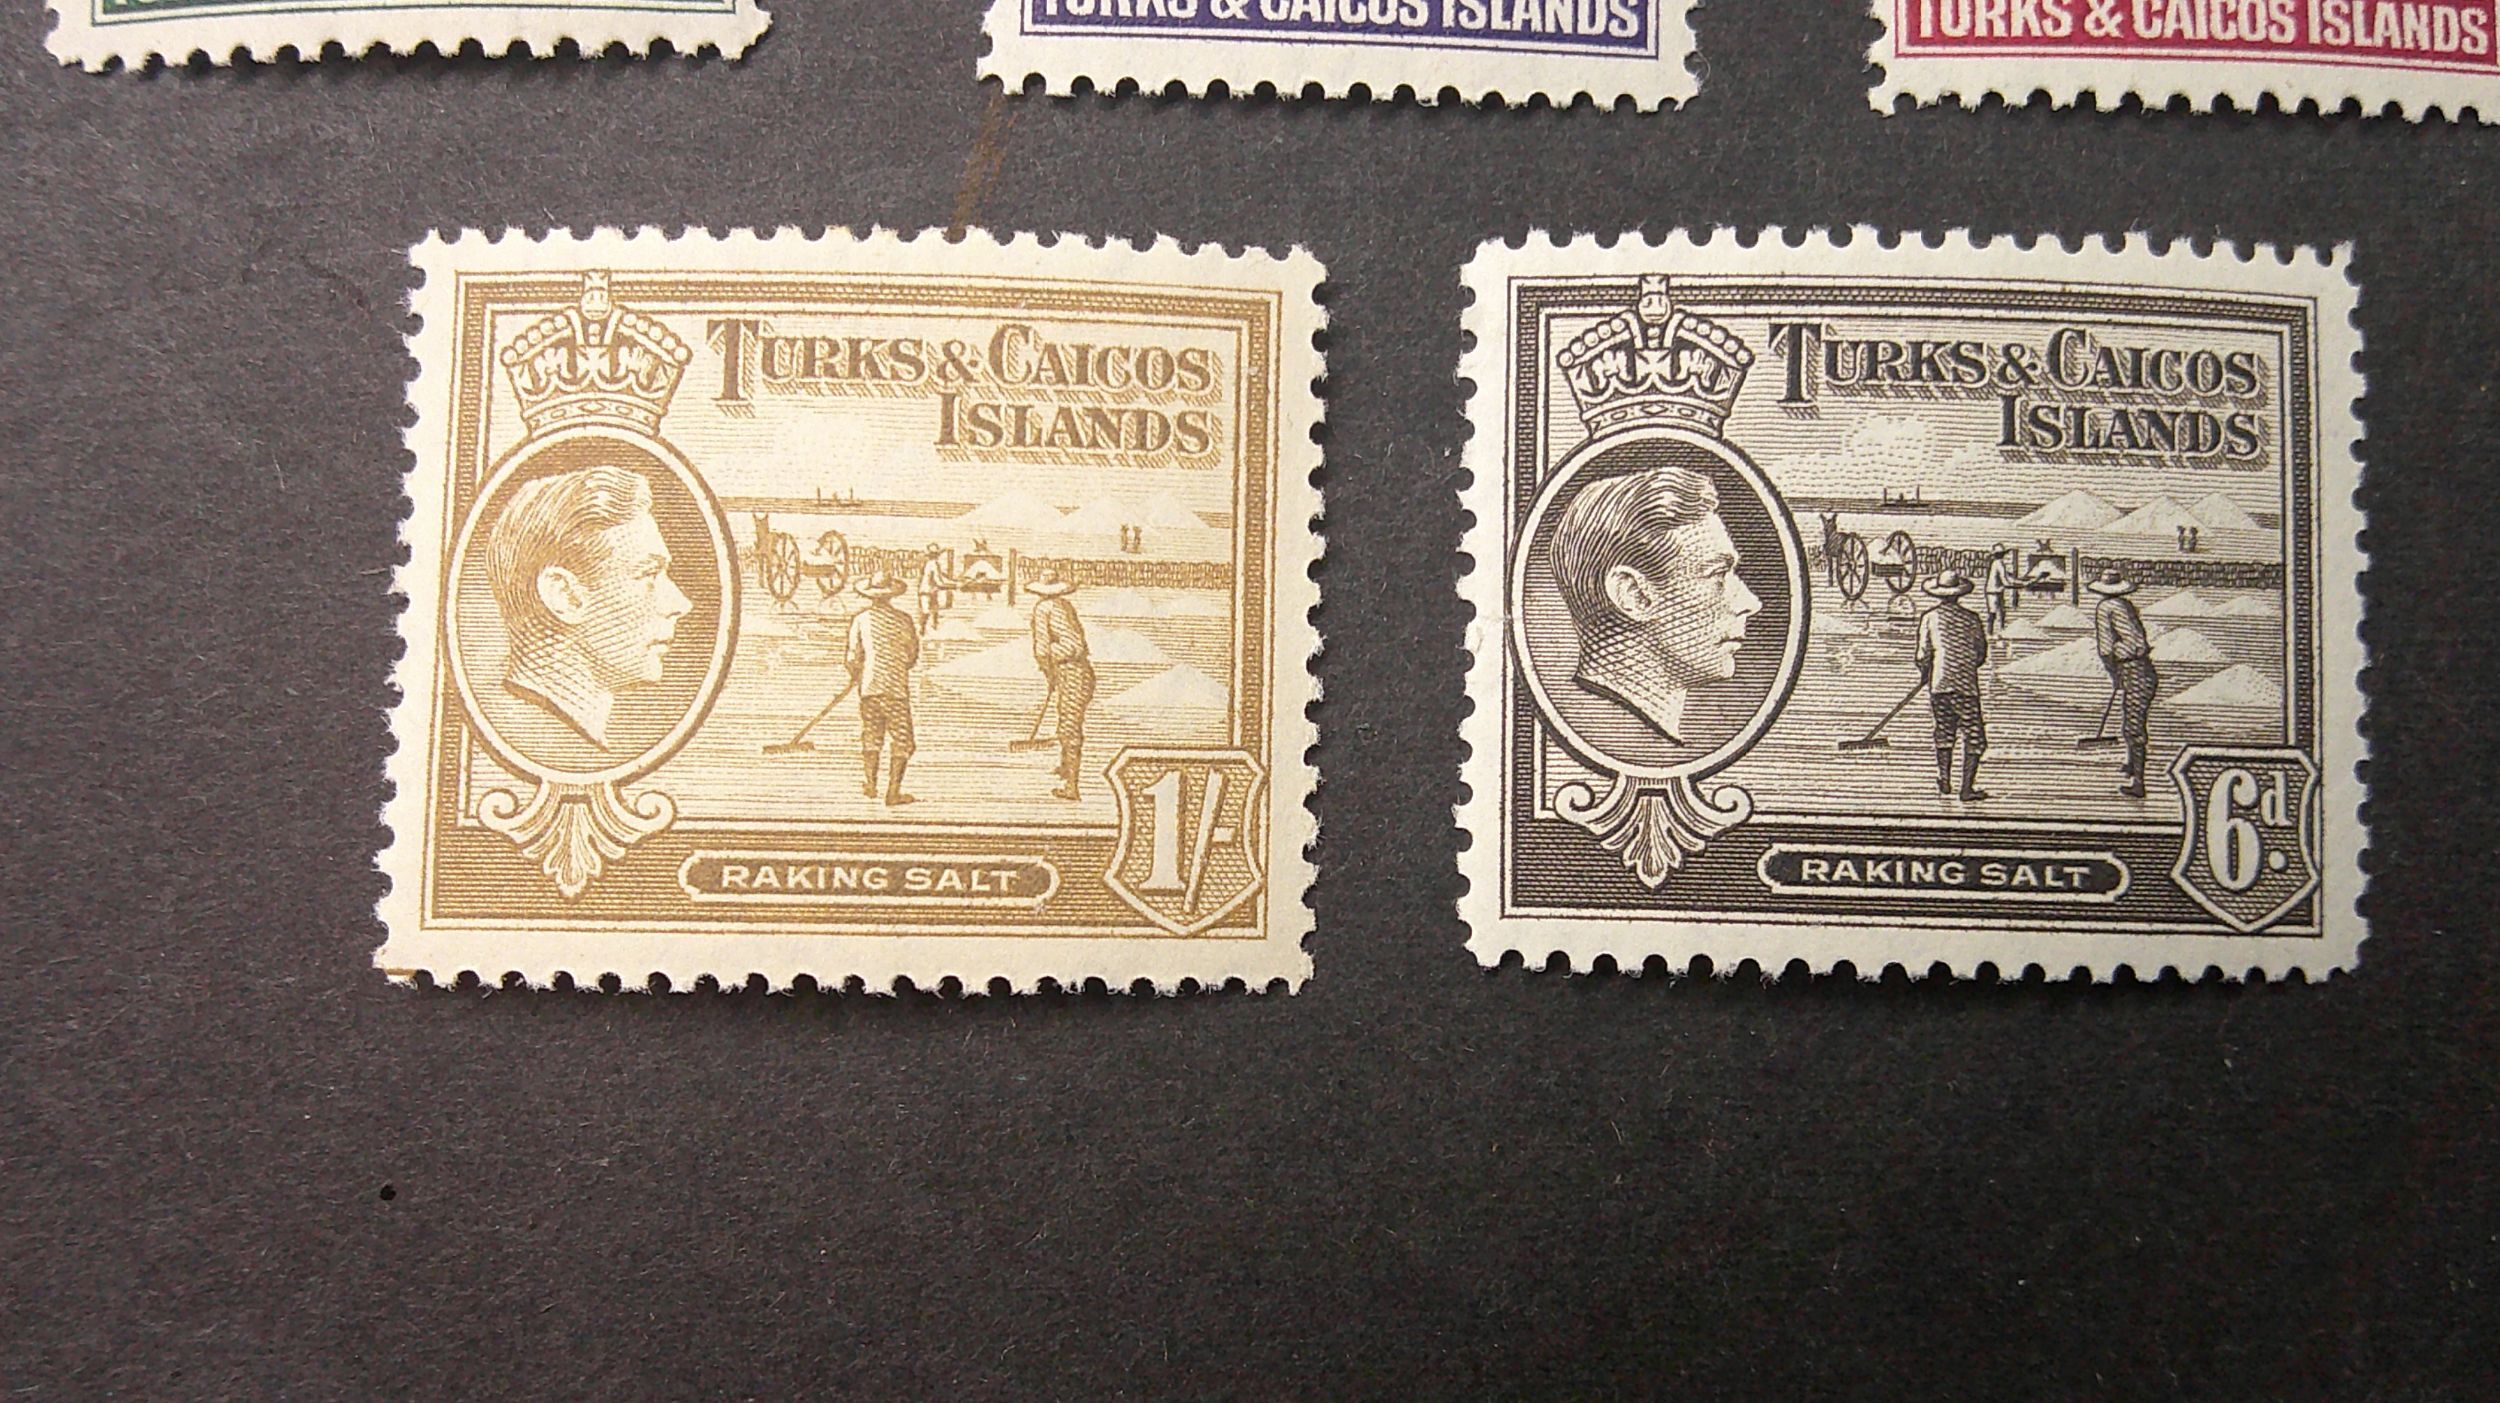 TURKS & CAICOS ISLANDS
TURKS & CAICOS ISLANDS
TURKS & CAICOS
ISLANDS
1/-
RAKING SALT
TURKS & CAICOS
ISLANDS
6d.
RAKING SALT